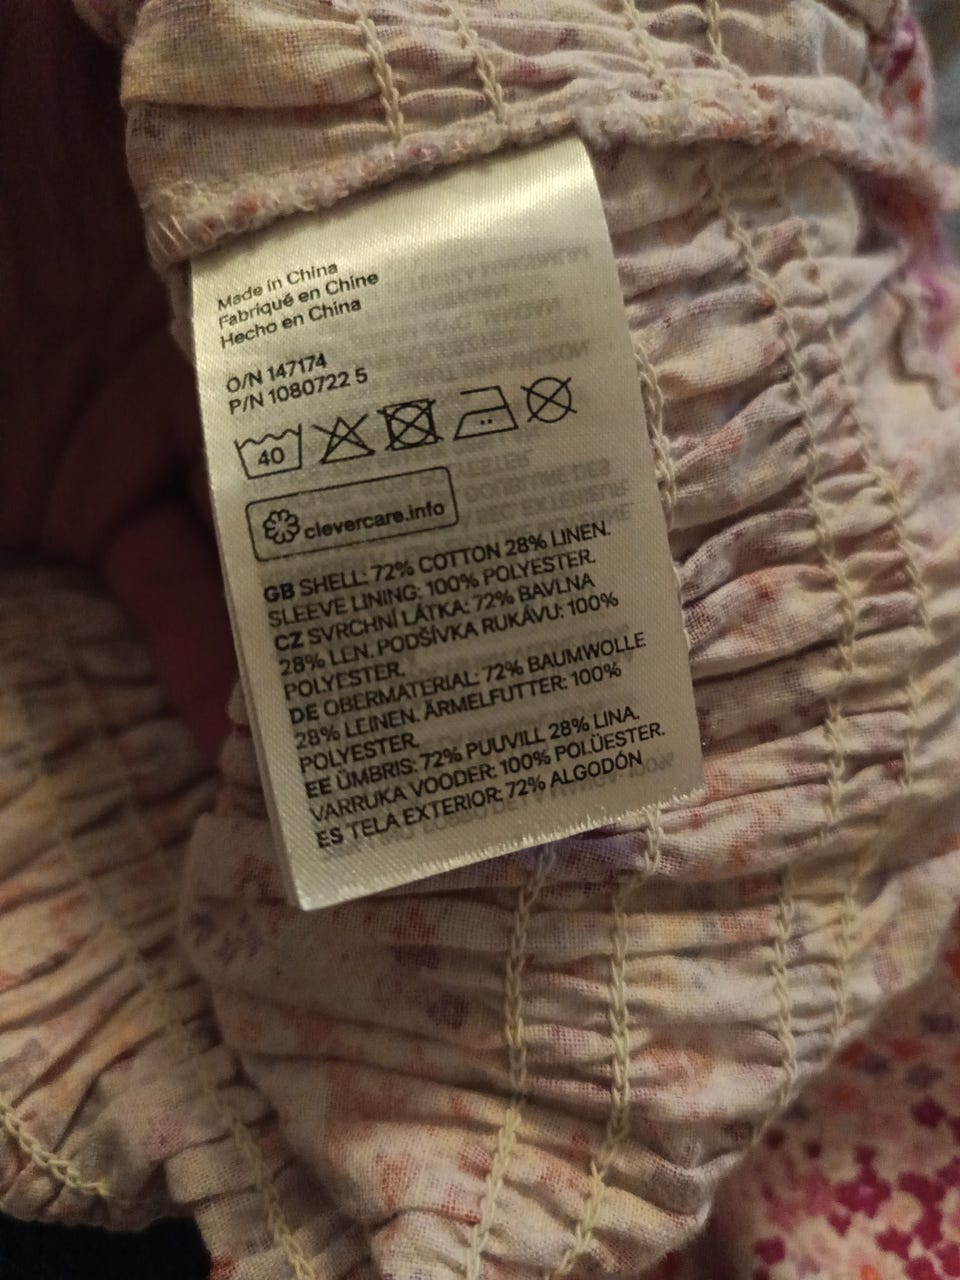 Made in China
Fabriqué en Chine
Hecho en China
O/N 147174
P/N 1080722 5
40
clevercare.info
GB SHELL: 72% COTTON 28% LINEN.
SLEEVE LINING: 100% POLYESTER.
CZ SVRCHNÍ LÁTKA: 72% BAVLNA
28% LEN. PODŠÍVKA RUKÁVU: 100%
POLYESTER.
DE OBERMATERIAL: 72% BAUMWOLLE
28% LEINEN. ÄRMELFUTTER: 100%
POLYESTER.
EE ÜMBRIS: 72% PUUVILL 28% LINA.
VARRUKA VOODER: 100% POLÜESTER.
ES TELA EXTERIOR: 72% ALGODÓN